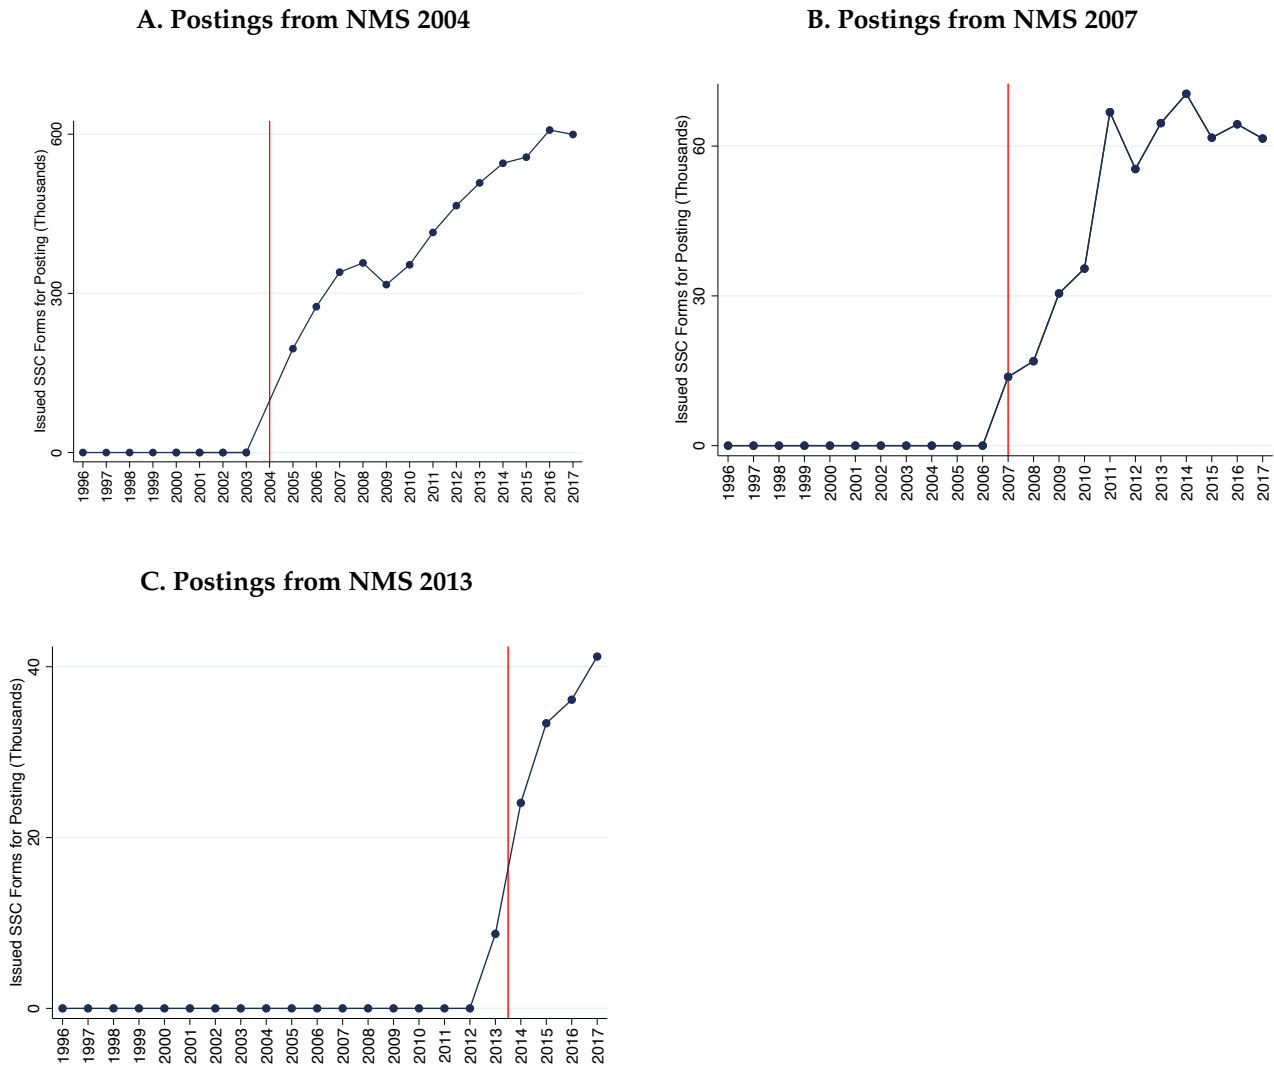 A. Postings from NMS 2004
Issued SSC Forms for Posting (Thousands)
600
300
0
1996 1997 1998 1999 2000 2001 2002 2003 2004 2005 2006 2007 2008 2009 2010 2011 2012 2013 2014 2015 2016 2017
B. Postings from NMS 2007
Issued SSC Forms for Posting (Thousands)
60
30
0
1996 1997 1998 1999 2000 2001 2002 2003 2004 2005 2006 2007 2008 2009 2010 2011 2012 2013 2014 2015 2016 2017
C. Postings from NMS 2013
Issued SSC Forms for Posting (Thousands)
40
20
0
1996 1997 1998 1999 2000 2001 2002 2003 2004 2005 2006 2007 2008 2009 2010 2011 2012 2013 2014 2015 2016 2017